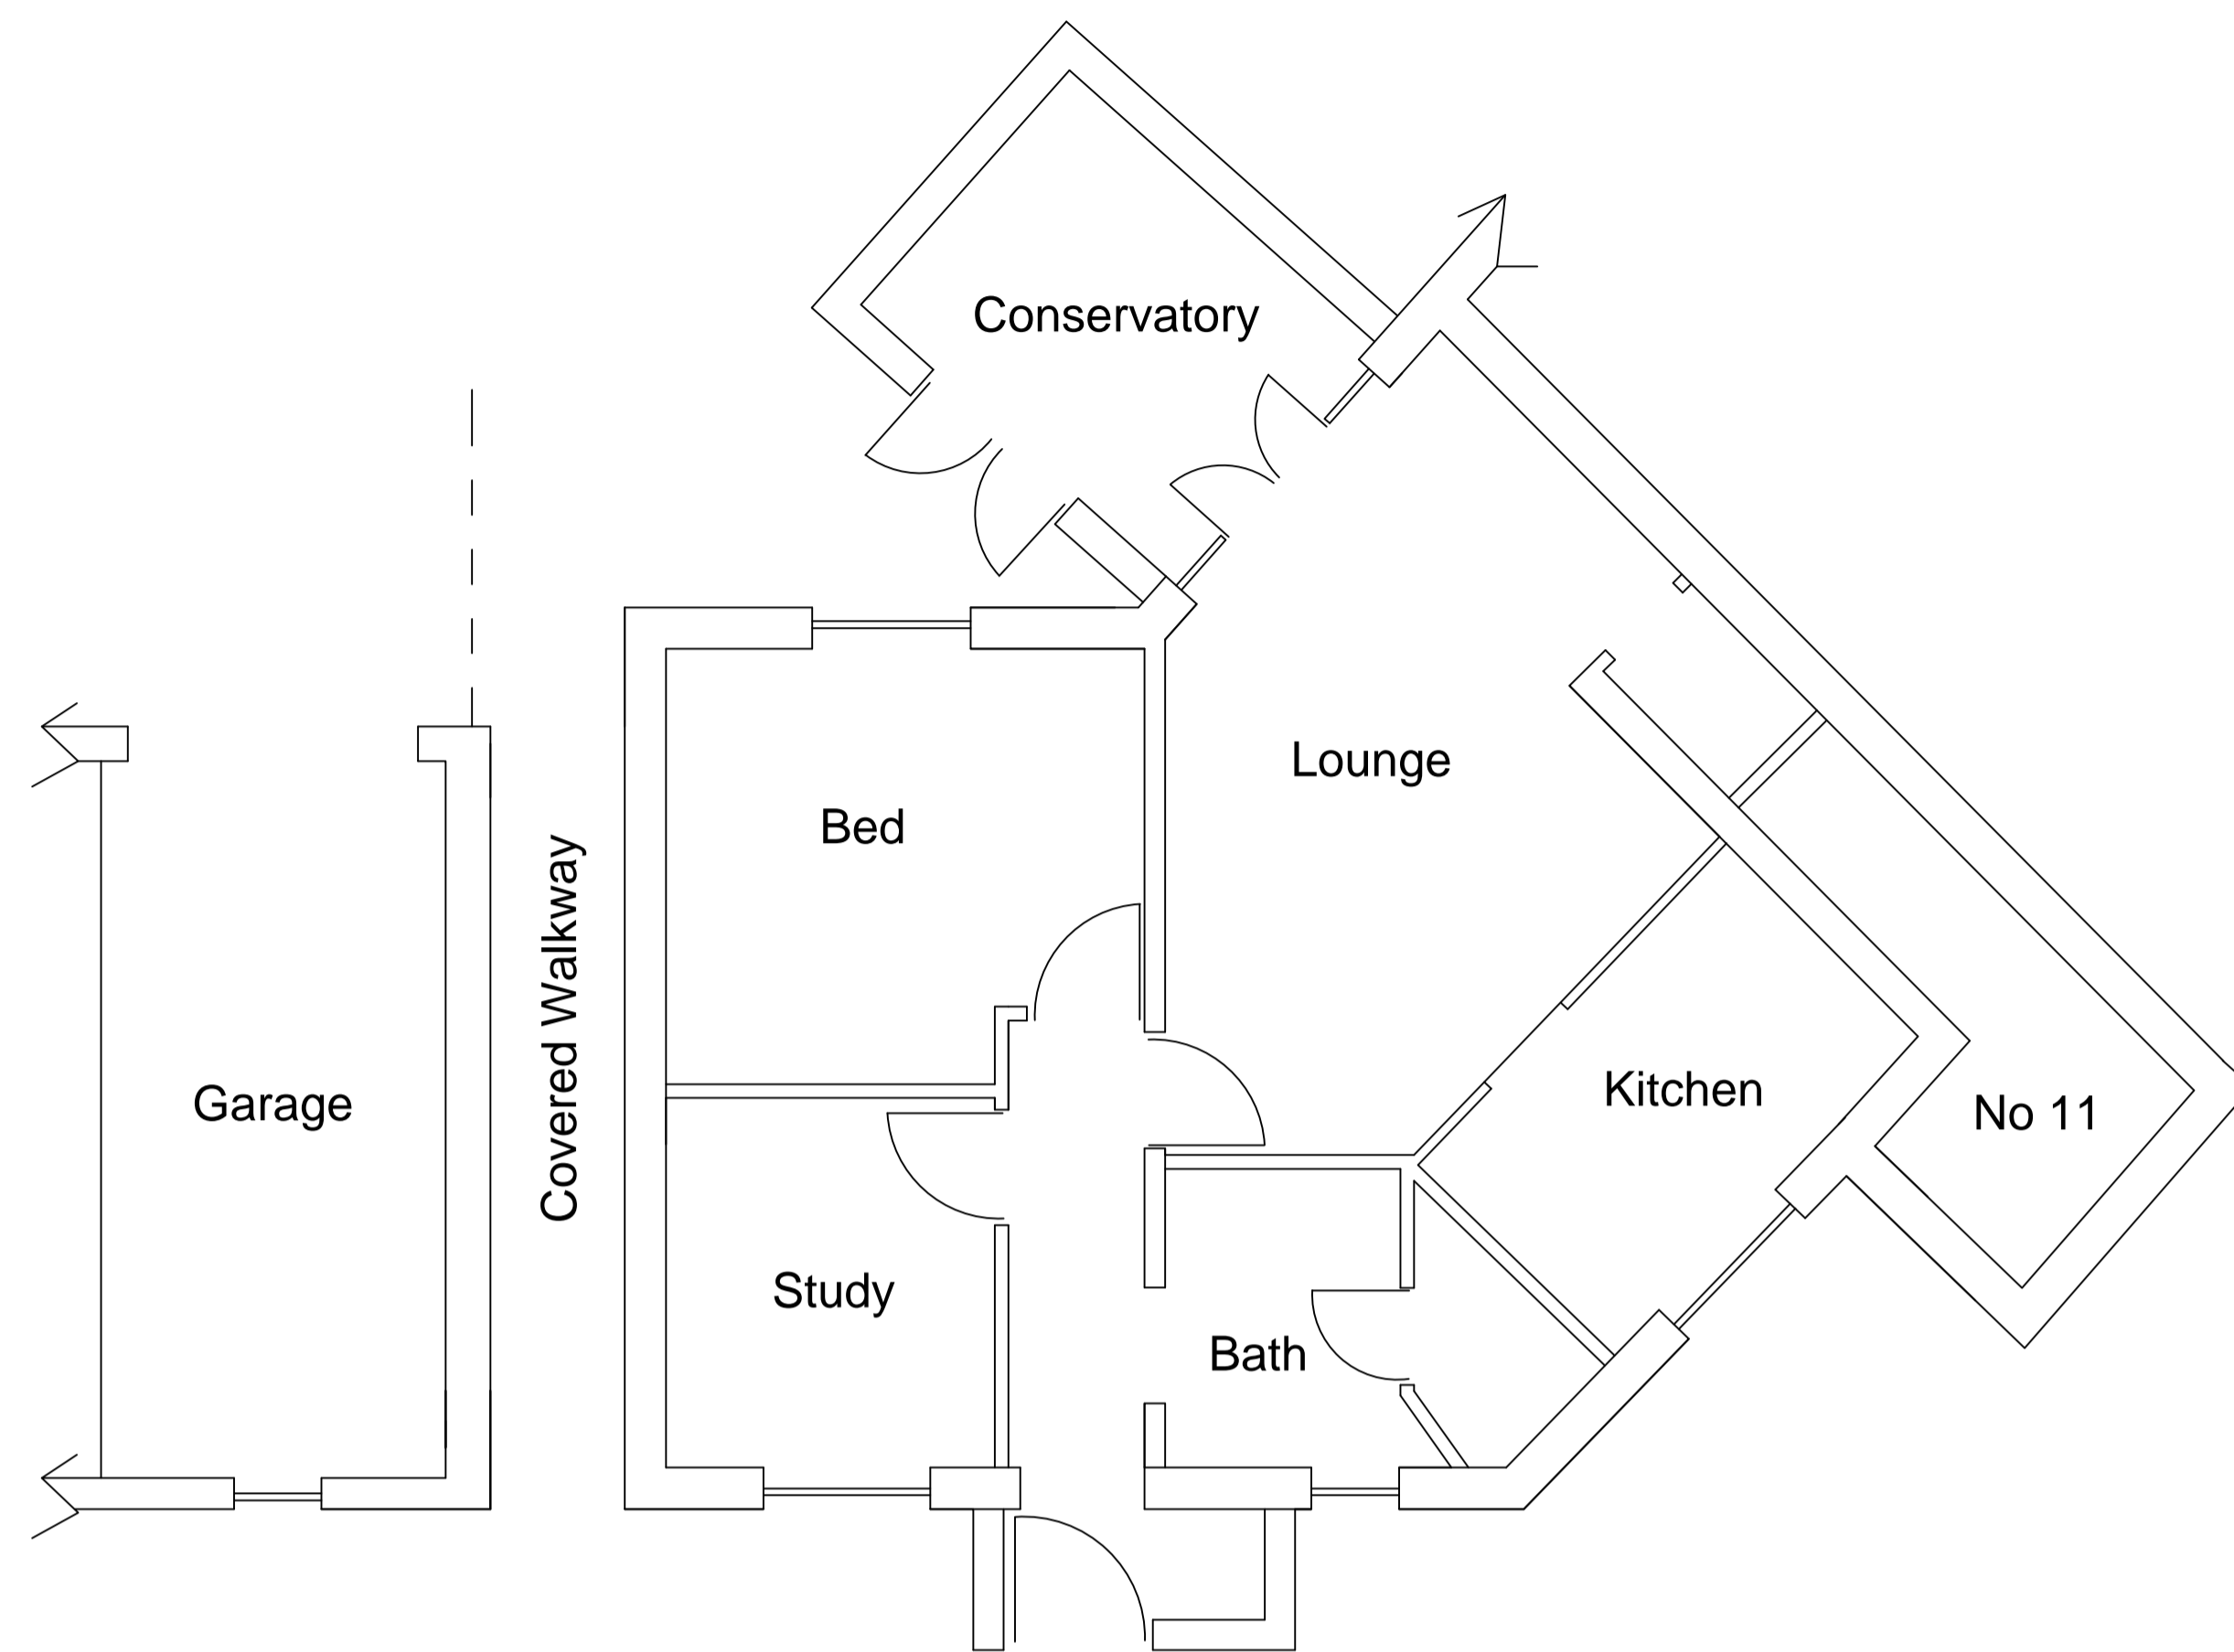 Conservatory
Lounge
Bed
Covered Walkway
Garage
Kitchen
No 11
Study
Bath